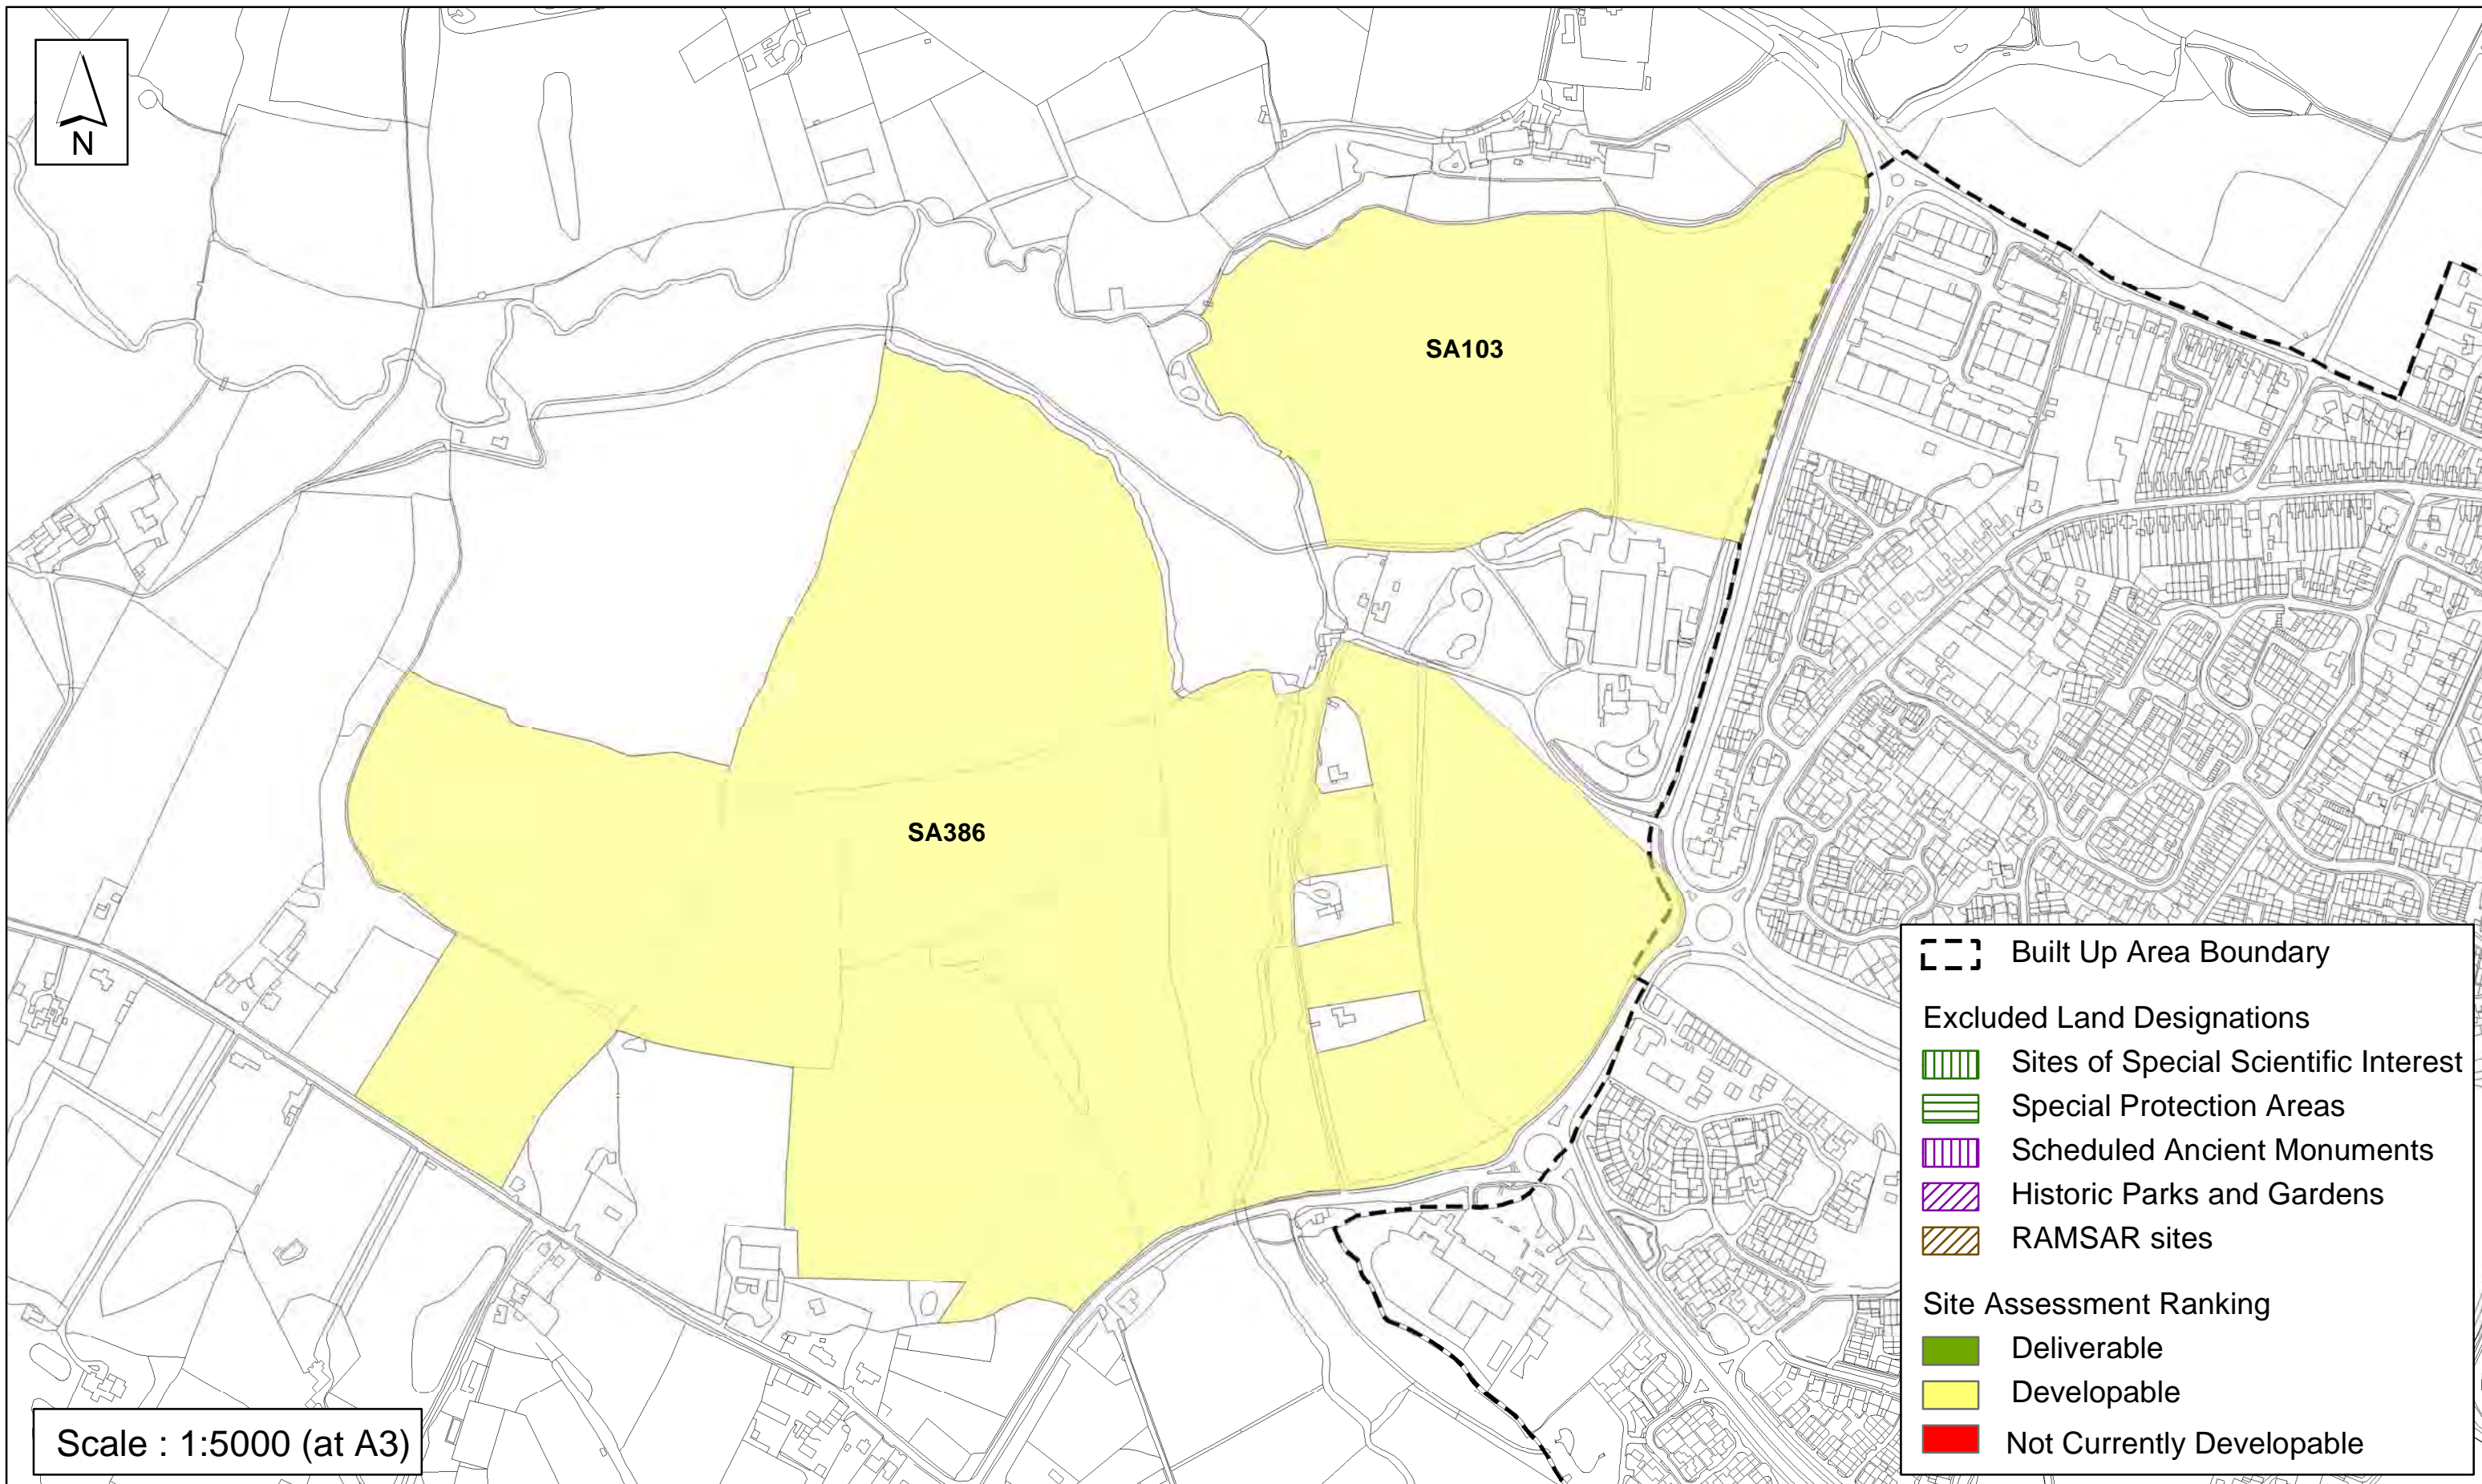 N
SA103
SA386
Built Up Area Boundary
Excluded Land Designations
Sites of Special Scientific Interest
Special Protection Areas
Scheduled Ancient Monuments
Historic Parks and Gardens
RAMSAR sites
Site Assessment Ranking
Deliverable
Developable
Not Currently Developable
Scale : 1:5000 (at A3)